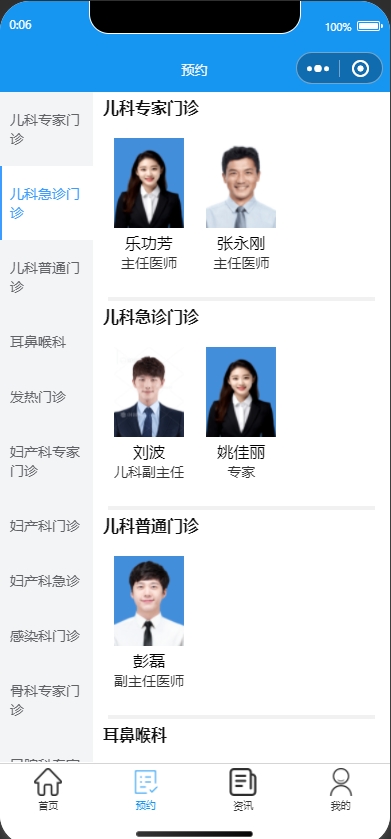 0:06
100%
预约
儿科专家门
诊
儿科急诊门
诊
儿科普通门
诊
耳鼻喉科
发热门诊
妇产科专家
门诊
妇产科门诊
妇产科急诊
感染科门诊
骨科专家门
诊
儿科专家门诊
乐功芳
张永刚
主任医师
主任医师
儿科急诊门诊
刘波
姚佳丽
儿科副主任
专家
儿科普通门诊
彭磊
副主任医师
耳鼻喉科
首页
预约
资讯
我的